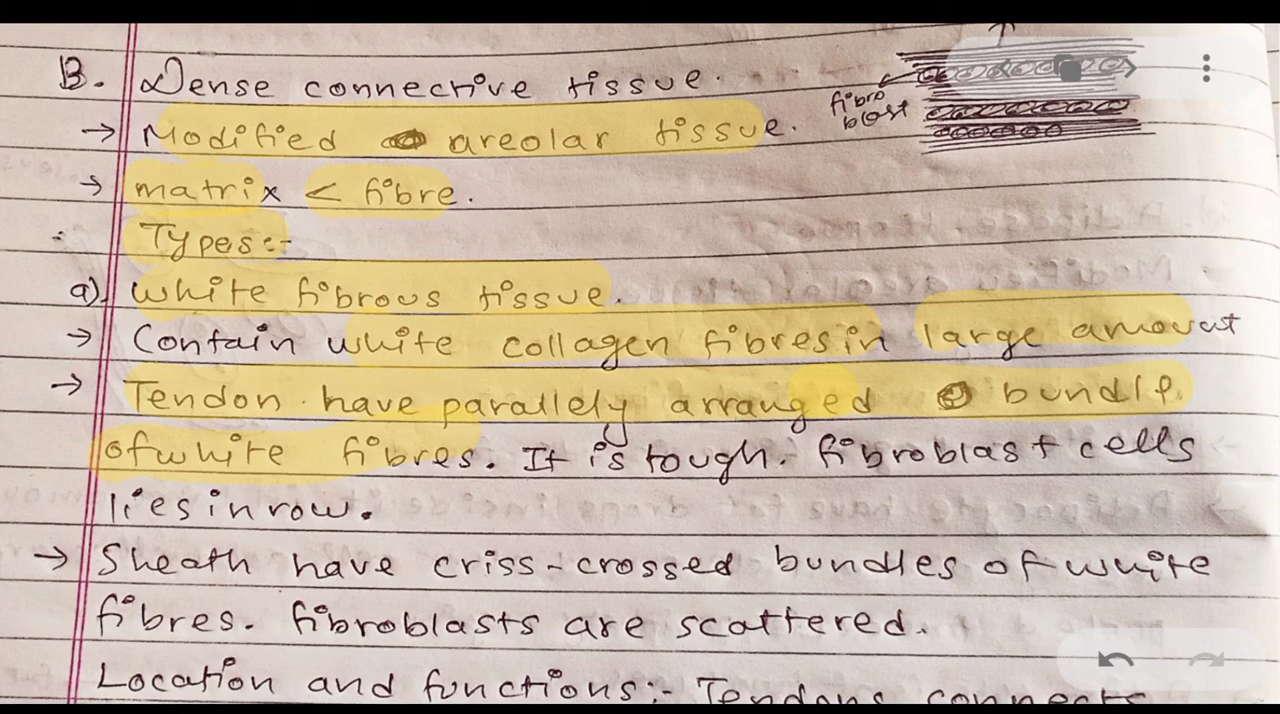 B. Dense connective tissue.
→ Modified areolar tissue.
fibro
blast
→ matrix < fibre.
Types:-
a) White fibrous tissue.
→ Contain white collagen fibres in large amount
→ Tendon have parallely arranged bundle
of white fibres. It is tough. fibroblast cells
lies in row.
→ Sheath have criss-crossed bundles of white
fibres. fibroblasts are scattered.
Location and functions:- Tendons connects